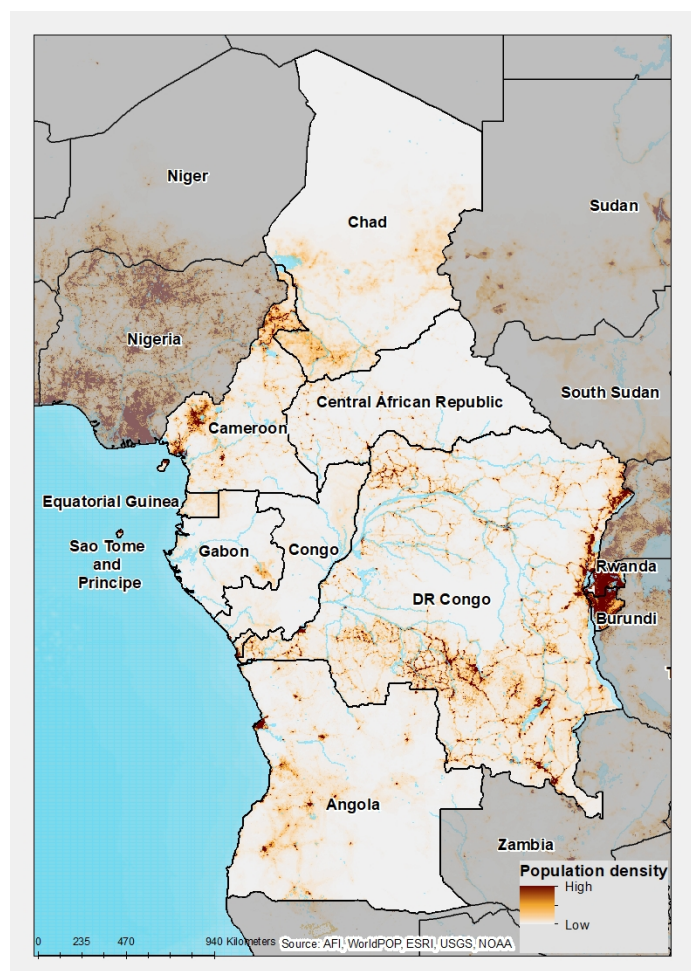 Niger
Sudan
Chad
Nigeria
South Sudan
Central African Republic
Cameroon
Equatorial Guinea
Sao Tome
and
Principe
Gabon
Congo
Rwanda
DR Congo
Burundi
T
Angola
Zambia
Population density
High
Low
0 235 470 940 Kilometers
Source: AFI, WorldPOP, ESRI, USGS, NOAA